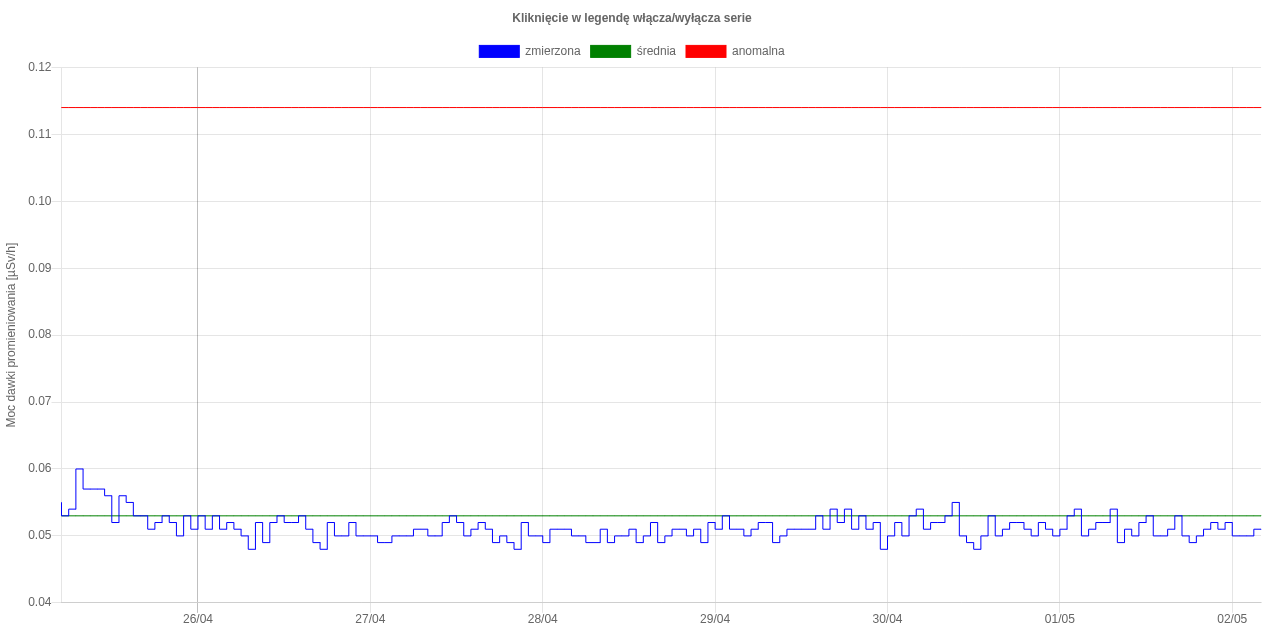 Kliknięcie w legendę włącza/wyłącza serie
zmierzona średnia anomalna
Moc dawki promieniowania [µSv/h]
0.12
0.11
0.10
0.09
0.08
0.07
0.06
0.05
0.04
26/04 27/04 28/04 29/04 30/04 01/05 02/05